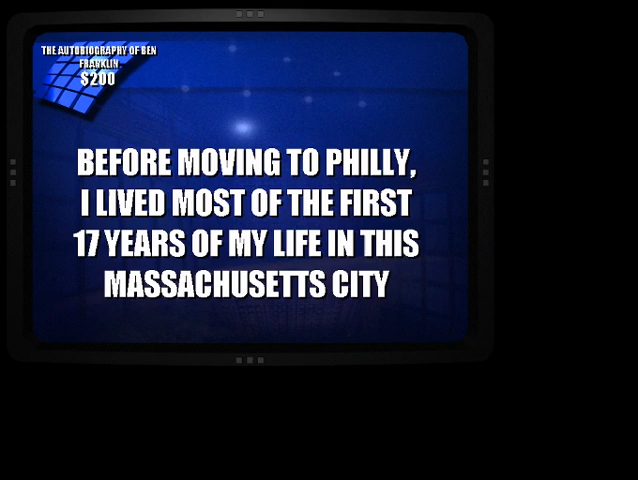 THE AUTOBIOGRAPHY OF BEN
FRANKLIN
$200
BEFORE MOVING TO PHILLY,
I LIVED MOST OF THE FIRST
17 YEARS OF MY LIFE IN THIS
MASSACHUSETTS CITY